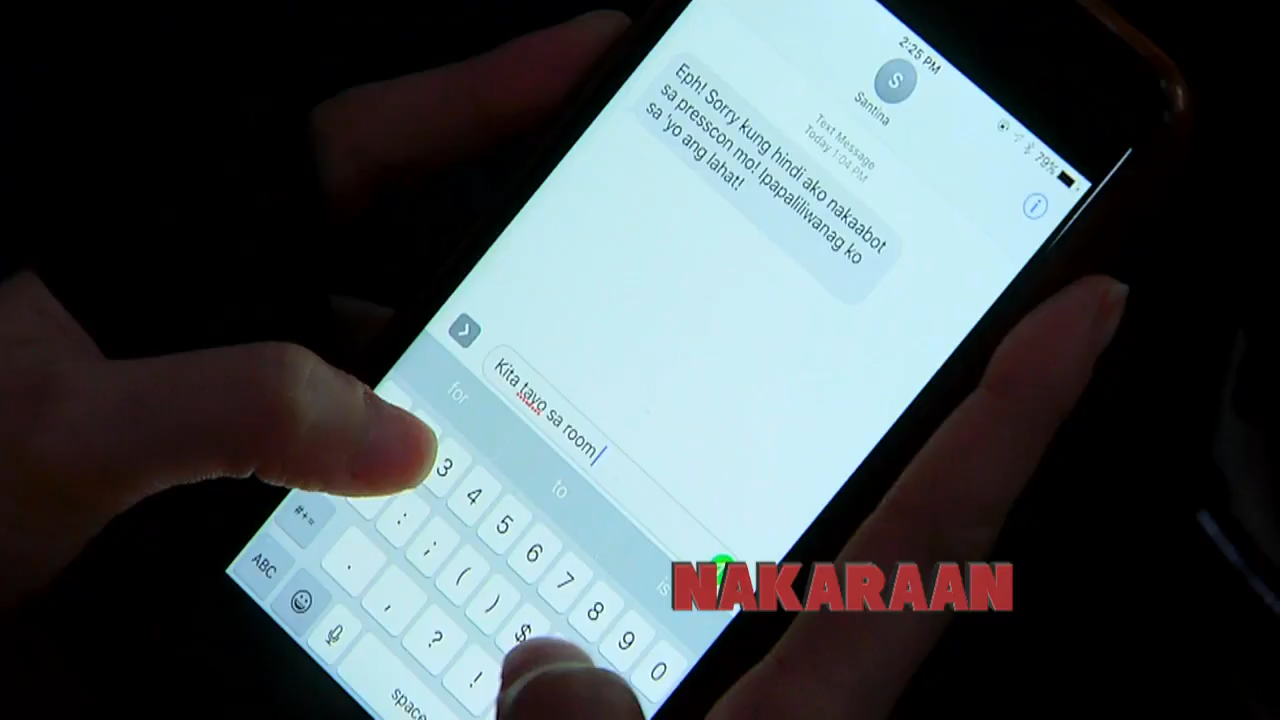 2:25 PM
79%
S
Santina
Text Message
Today 1:04 PM
Eph! Sorry kung hindi ako nakaabot
sa presscon mo! Ipapaliliwanag ko
sa 'yo ang lahat!
Kita tayo sa room
for to is
3 4 5 6 7 8 9 0
: ; ( ) $
#+= . , ? !
ABC space
NAKARAAN